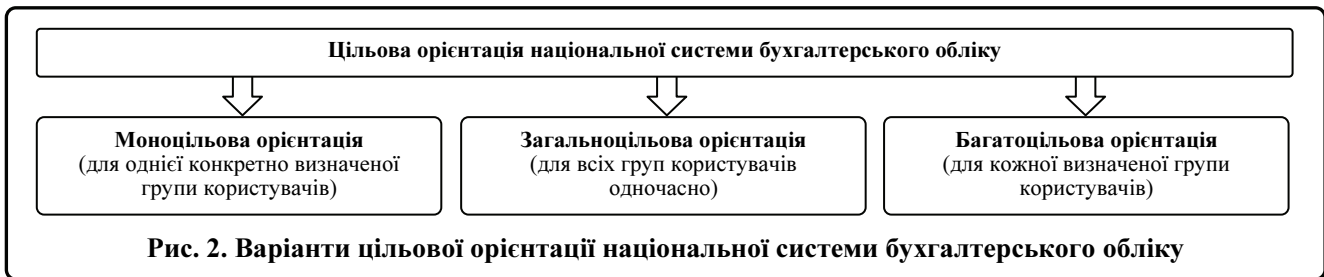 Цільова орієнтація національної системи бухгалтерського обліку
Моноцільова орієнтація
(для однієї конкретно визначеної
групи користувачів)
Загальноцільова орієнтація
(для всіх груп користувачів
одночасно)
Багатоцільова орієнтація
(для кожної визначеної групи
користувачів)
Рис. 2. Варіанти цільової орієнтації національної системи бухгалтерського обліку